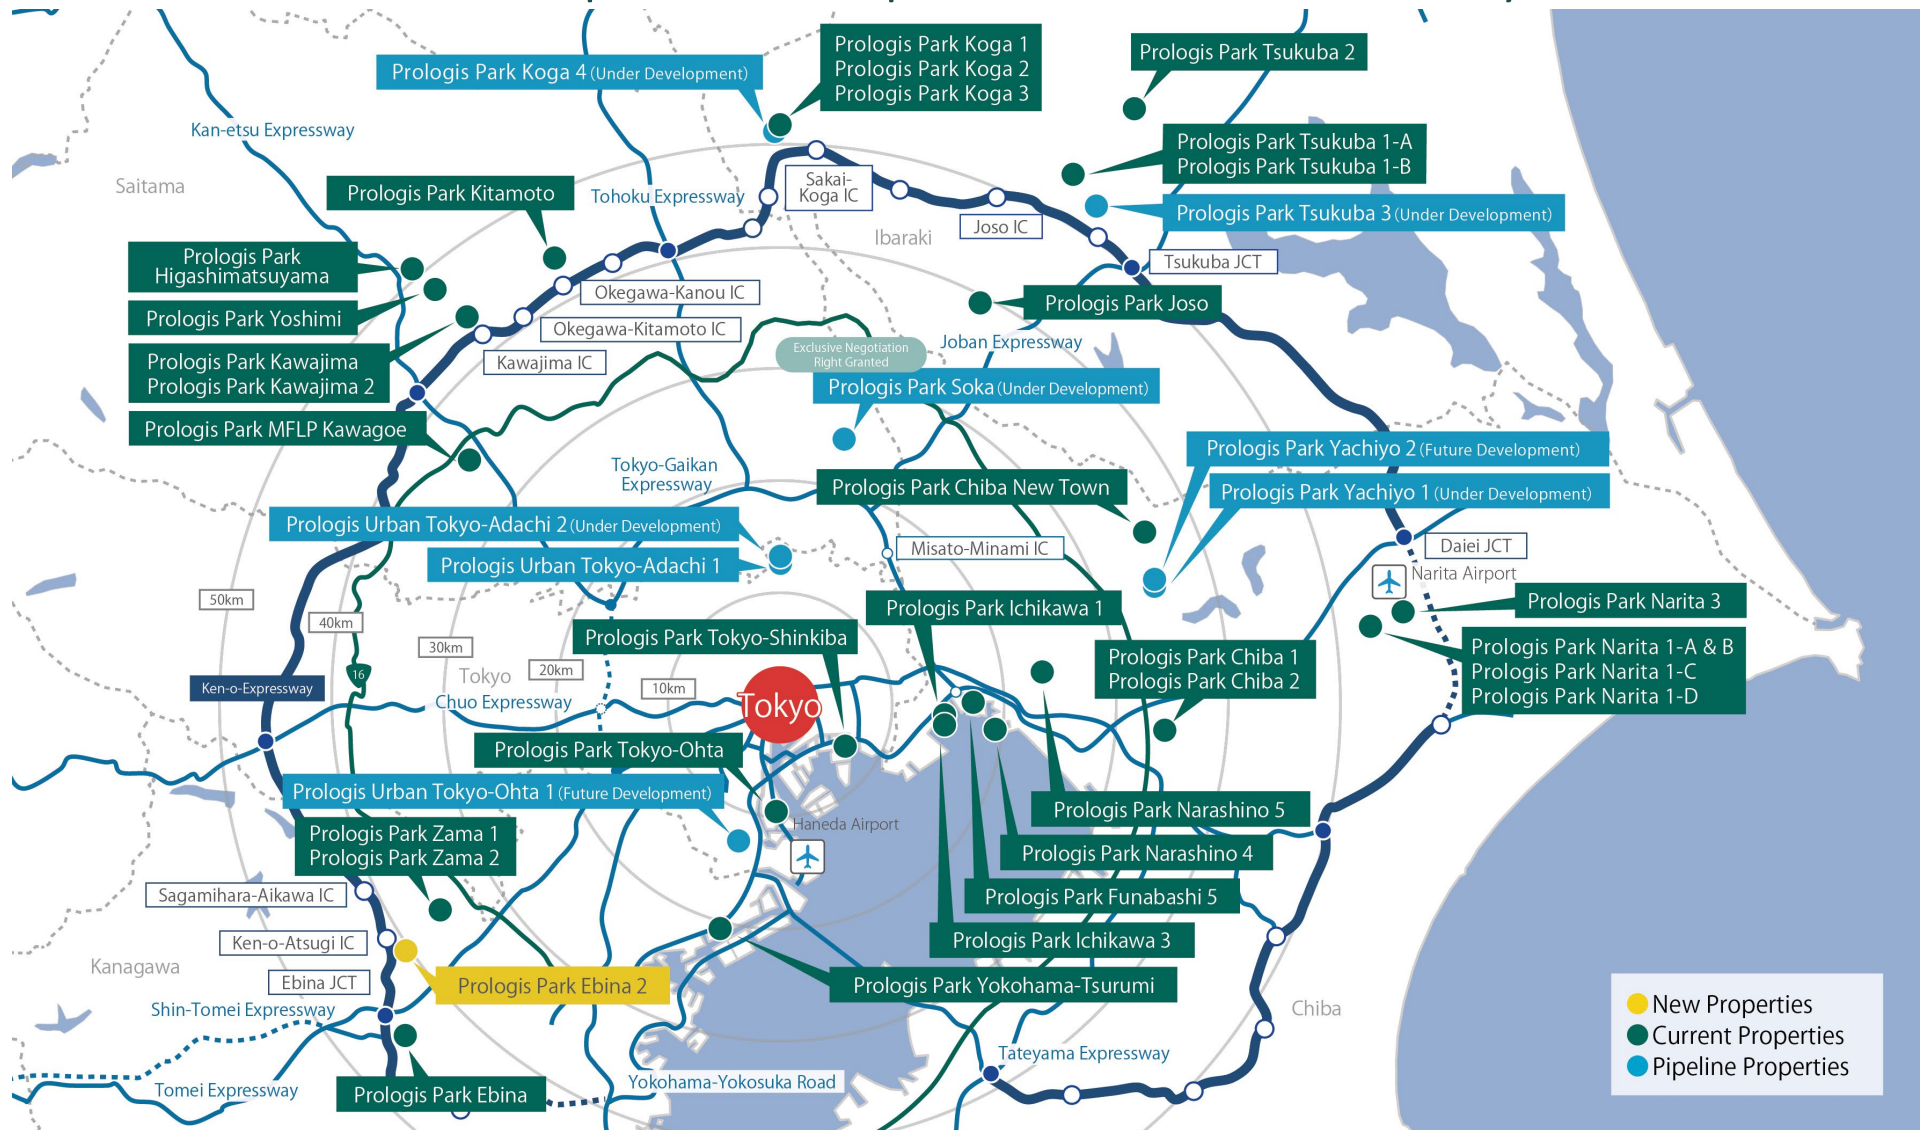 Prologis Park Koga 1
Prologis Park Koga 2
Prologis Park Koga 3
Prologis Park Koga 4 (Under Development)
Prologis Park Tsukuba 2
Kan-etsu Expressway
Prologis Park Tsukuba 1-A
Prologis Park Tsukuba 1-B
Saitama
Prologis Park Kitamoto
Tohoku Expressway
Sakai-
Koga IC
Prologis Park Tsukuba 3 (Under Development)
Joso IC
Ibaraki
Tsukuba JCT
Prologis Park
Higashimatsuyama
Okegawa-Kanou IC
Prologis Park Joso
Prologis Park Yoshimi
Okegawa-Kitamoto IC
Joban Expressway
Exclusive Negotiation
Right Granted
Prologis Park Kawajima
Prologis Park Kawajima 2
Kawajima IC
Prologis Park Soka (Under Development)
Prologis Park MFLP Kawagoe
Prologis Park Yachiyo 2 (Future Development)
Tokyo-Gaikan
Expressway
Prologis Park Chiba New Town
Prologis Park Yachiyo 1 (Under Development)
Prologis Urban Tokyo-Adachi 2 (Under Development)
Misato-Minami IC
Daiei JCT
Prologis Urban Tokyo-Adachi 1
Narita Airport
50km
Prologis Park Ichikawa 1
Prologis Park Narita 3
40km
Prologis Park Tokyo-Shinkiba
30km
Prologis Park Chiba 1
Prologis Park Chiba 2
Prologis Park Narita 1-A & B
Prologis Park Narita 1-C
Prologis Park Narita 1-D
20km
16
Tokyo
Ken-o-Expressway
10km
Chuo Expressway
Tokyo
Prologis Park Tokyo-Ohta
Prologis Urban Tokyo-Ohta 1 (Future Development)
Prologis Park Narashino 5
Haneda Airport
Prologis Park Zama 1
Prologis Park Zama 2
Prologis Park Narashino 4
Sagamihara-Aikawa IC
Prologis Park Funabashi 5
Ken-o-Atsugi IC
Prologis Park Ichikawa 3
Kanagawa
Ebina JCT
Prologis Park Ebina 2
Prologis Park Yokohama-Tsurumi
Shin-Tomei Expressway
Chiba
New Properties
Current Properties
Pipeline Properties
Tateyama Expressway
Yokohama-Yokosuka Road
Tomei Expressway
Prologis Park Ebina